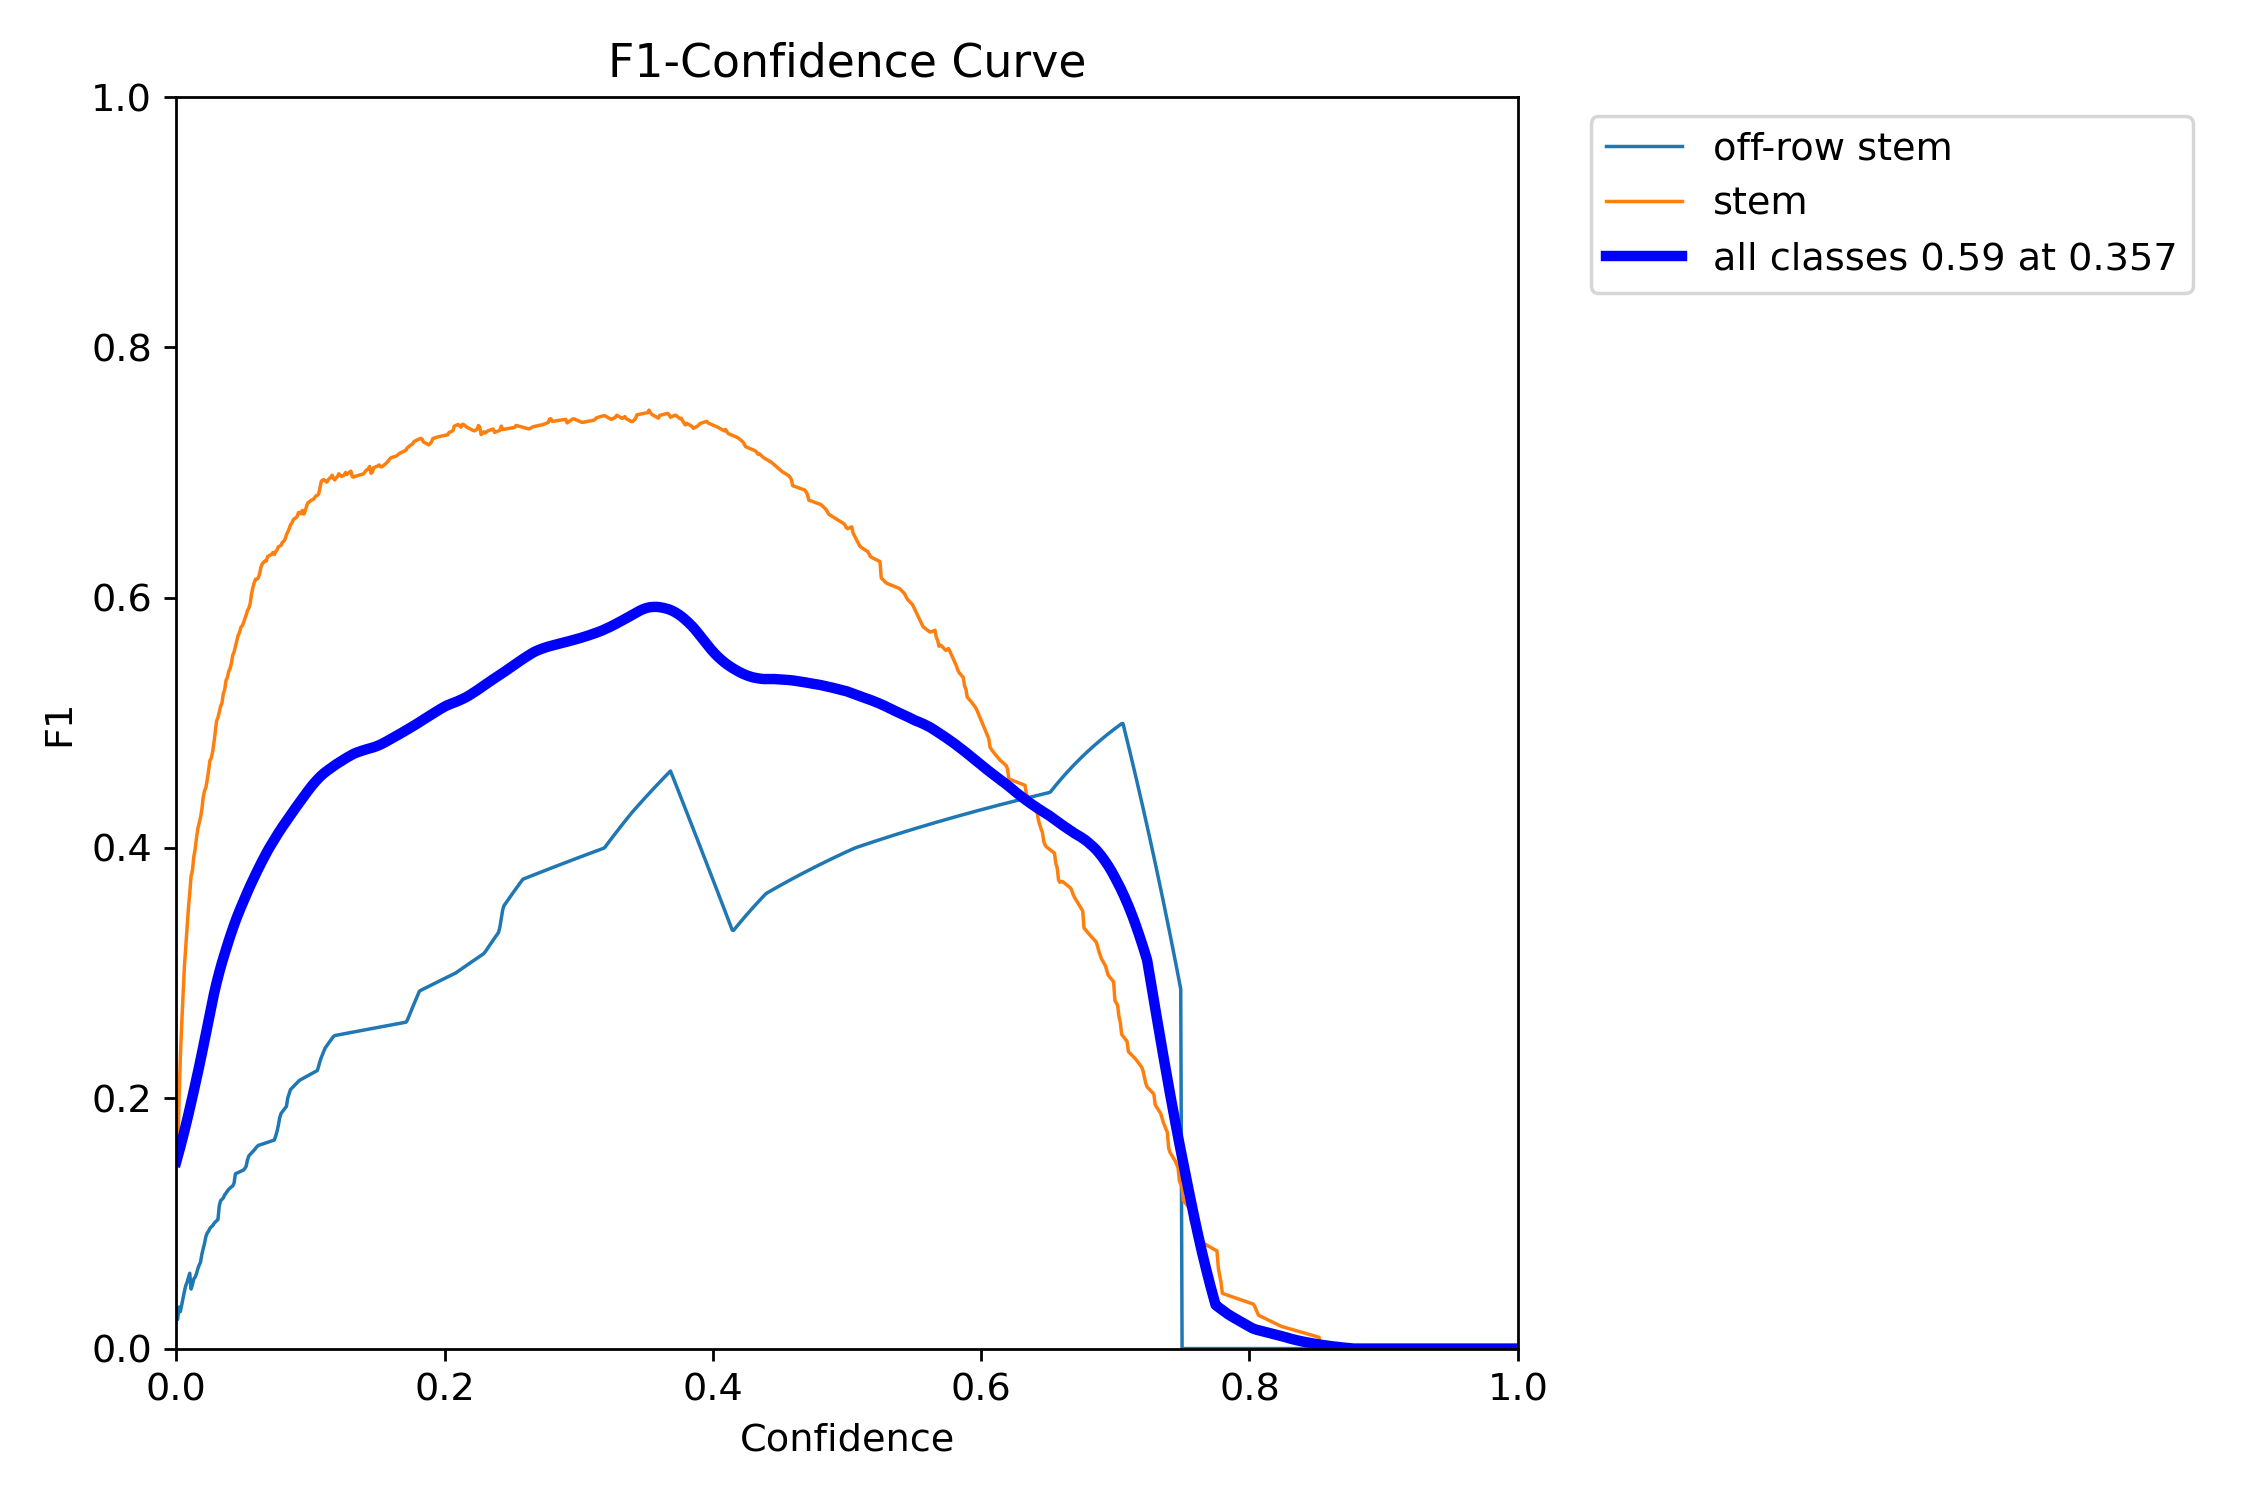 F1-Confidence Curve
1.0
0.8
0.6
0.4
0.2
0.0
F1
0.0 0.2 0.4 0.6 0.8 1.0
Confidence
off-row stem
stem
all classes 0.59 at 0.357